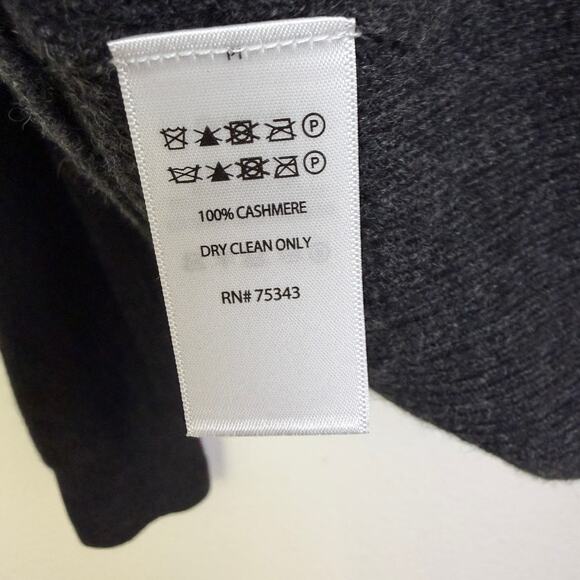 P
P
100% CASHMERE
DRY CLEAN ONLY
RN# 75343